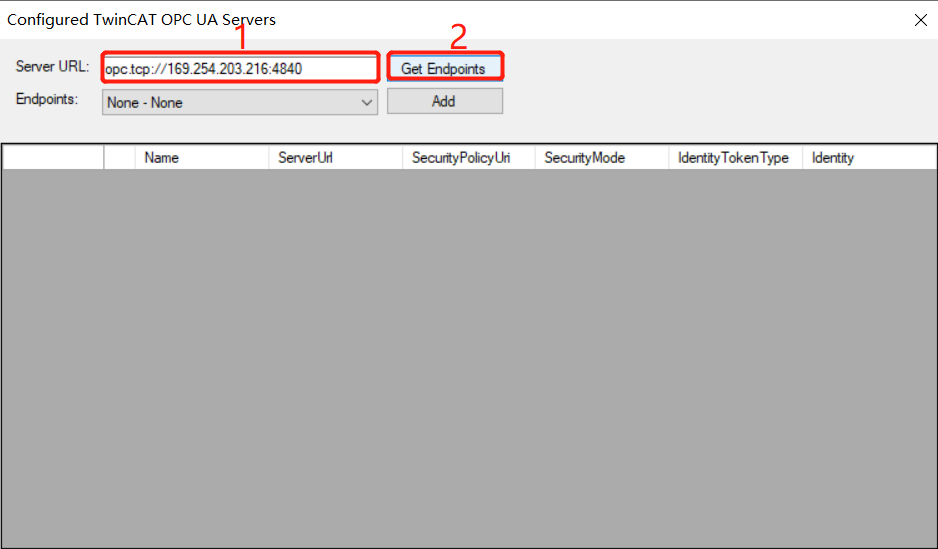 Configured TwinCAT OPC UA Servers
1 2
Server URL: opc.tcp://169.254.203.216:4840 Get Endpoints
Endpoints: None - None Add
Name ServerUrl SecurityPolicyUri SecurityMode IdentityTokenType Identity